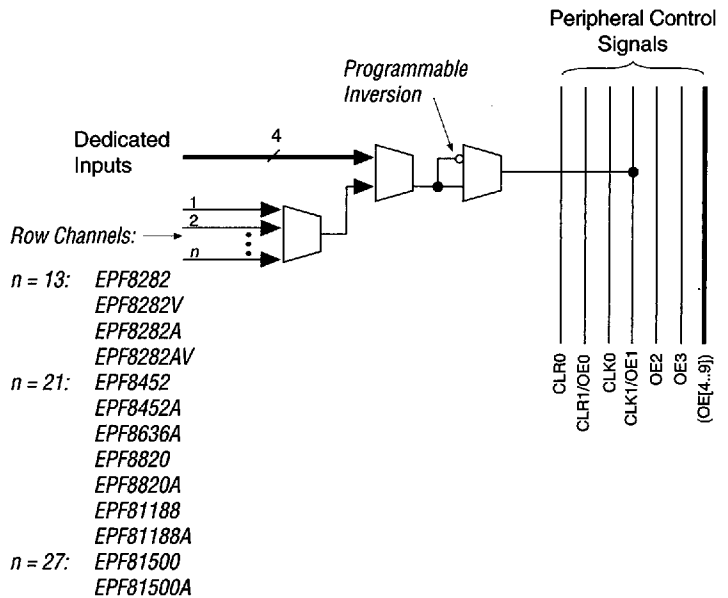 Peripheral Control
Signals
Programmable
Inversion
Dedicated
Inputs
4
1
2
n
Row Channels:
n = 13: EPF8282
EPF8282V
EPF8282A
EPF8282AV
n = 21: EPF8452
EPF8452A
EPF8636A
EPF8820
EPF8820A
EPF81188
EPF81188A
n = 27: EPF81500
EPF81500A
CLR0
CLR1/OE0
CLK0
CLK1/OE1
OE2
OE3
(OE[4..9])